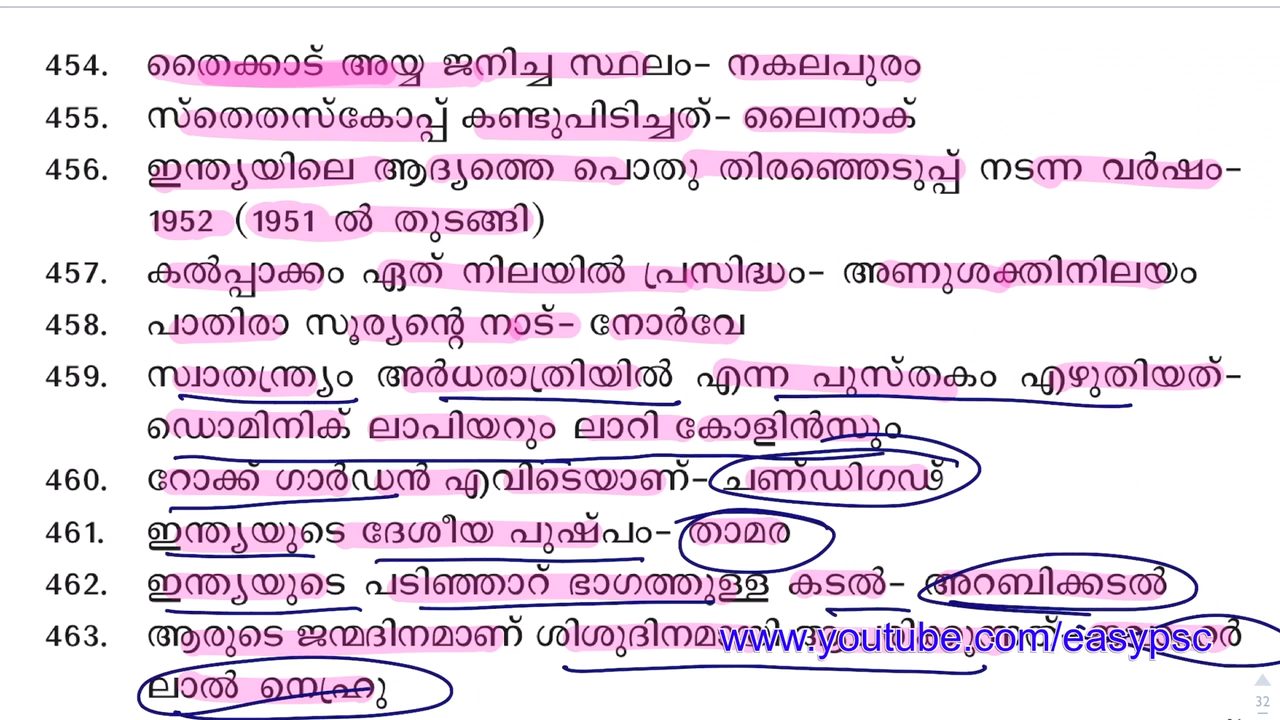 454. തൈക്കാട് അയ്യ ജനിച്ച സ്ഥലം- നകലപുരം
455. സ്തെതസ്കോപ്പ് കണ്ടുപിടിച്ചത്- ലൈനാക്
456. ഇന്ത്യയിലെ ആദ്യത്തെ പൊതു തിരഞ്ഞെടുപ്പ് നടന്ന വർഷം-
1952 (1951 ൽ തുടങ്ങി)
457. കൽപ്പാക്കം ഏത് നിലയിൽ പ്രസിദ്ധം- അണുശക്തിനിലയം
458. പാതിരാ സൂര്യന്റെ നാട്- നോർവേ
459. സ്വാതന്ത്ര്യം അർധരാത്രിയിൽ എന്ന പുസ്തകം എഴുതിയത്-
ഡൊമിനിക് ലാപിയറും ലാറി കോളിൻസും
460. റോക്ക് ഗാർഡൻ എവിടെയാണ്- ചണ്ഡിഗഢ്
461. ഇന്ത്യയുടെ ദേശീയ പുഷ്പം- താമര
462. ഇന്ത്യയുടെ പടിഞ്ഞാറ് ഭാഗത്തുള്ള കടൽ- അറബിക്കടൽ
463. ആരുടെ ജന്മദിനമാണ് www.youtube.com/easypsc
ലാൽ നെഹ്രു
32